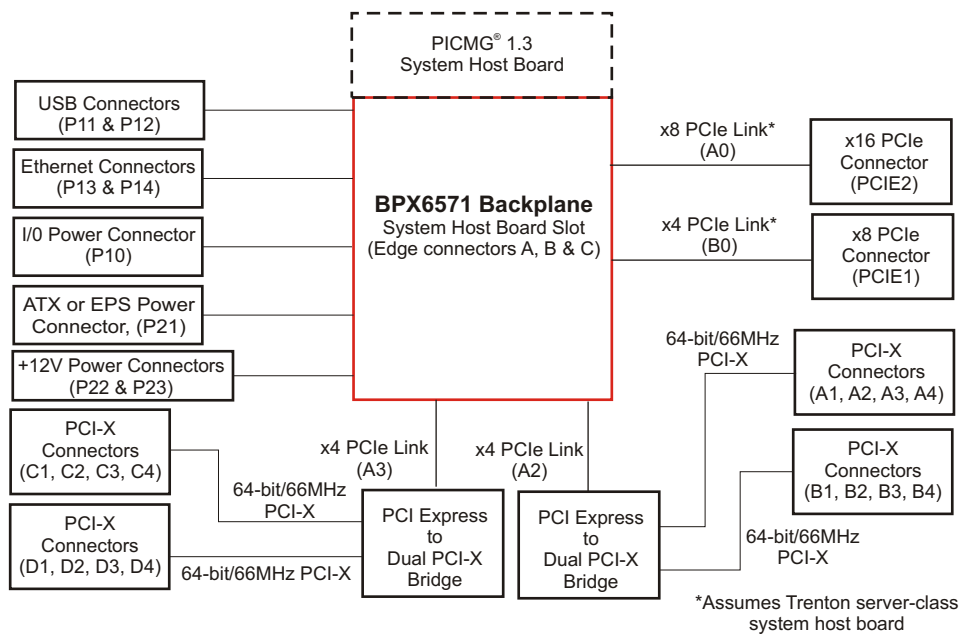 PICMG® 1.3
System Host Board
USB Connectors
(P11 & P12)
Ethernet Connectors
(P13 & P14)
I/0 Power Connector
(P10)
ATX or EPS Power
Connector, (P21)
+12V Power Connectors
(P22 & P23)
BPX6571 Backplane
System Host Board Slot
(Edge connectors A, B & C)
x8 PCIe Link*
(A0)
x16 PCIe
Connector
(PCIE2)
x4 PCIe Link*
(B0)
x8 PCIe
Connector
(PCIE1)
64-bit/66MHz
PCI-X
PCI-X
Connectors
(A1, A2, A3, A4)
PCI-X
Connectors
(B1, B2, B3, B4)
64-bit/66MHz
PCI-X
PCI-X
Connectors
(C1, C2, C3, C4)
PCI-X
Connectors
(D1, D2, D3, D4)
x4 PCIe Link
(A3)
x4 PCIe Link
(A2)
64-bit/66MHz
PCI-X
64-bit/66MHz PCI-X
PCI Express
to
Dual PCI-X
Bridge
PCI Express
to
Dual PCI-X
Bridge
*Assumes Trenton server-class
system host board